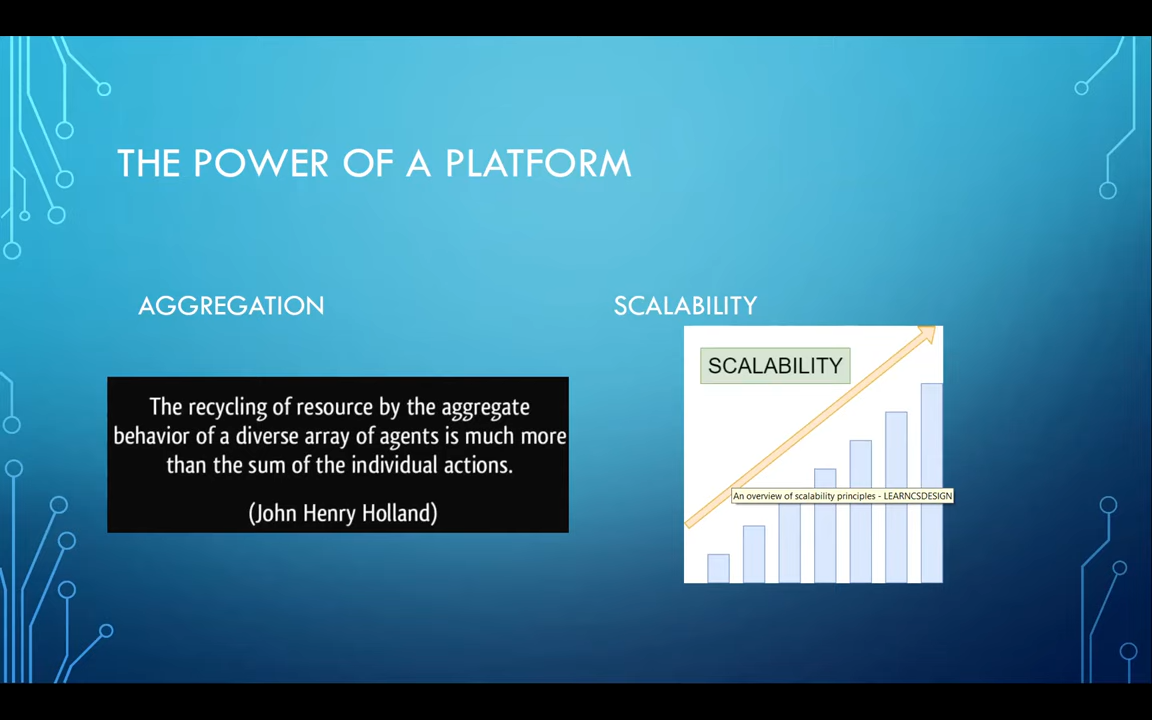 THE POWER OF A PLATFORM
AGGREGATION
The recycling of resource by the aggregate
behavior of a diverse array of agents is much more
than the sum of the individual actions.
(John Henry Holland)
SCALABILITY
SCALABILITY
An overview of scalability principles - LEARNCSDESIGN